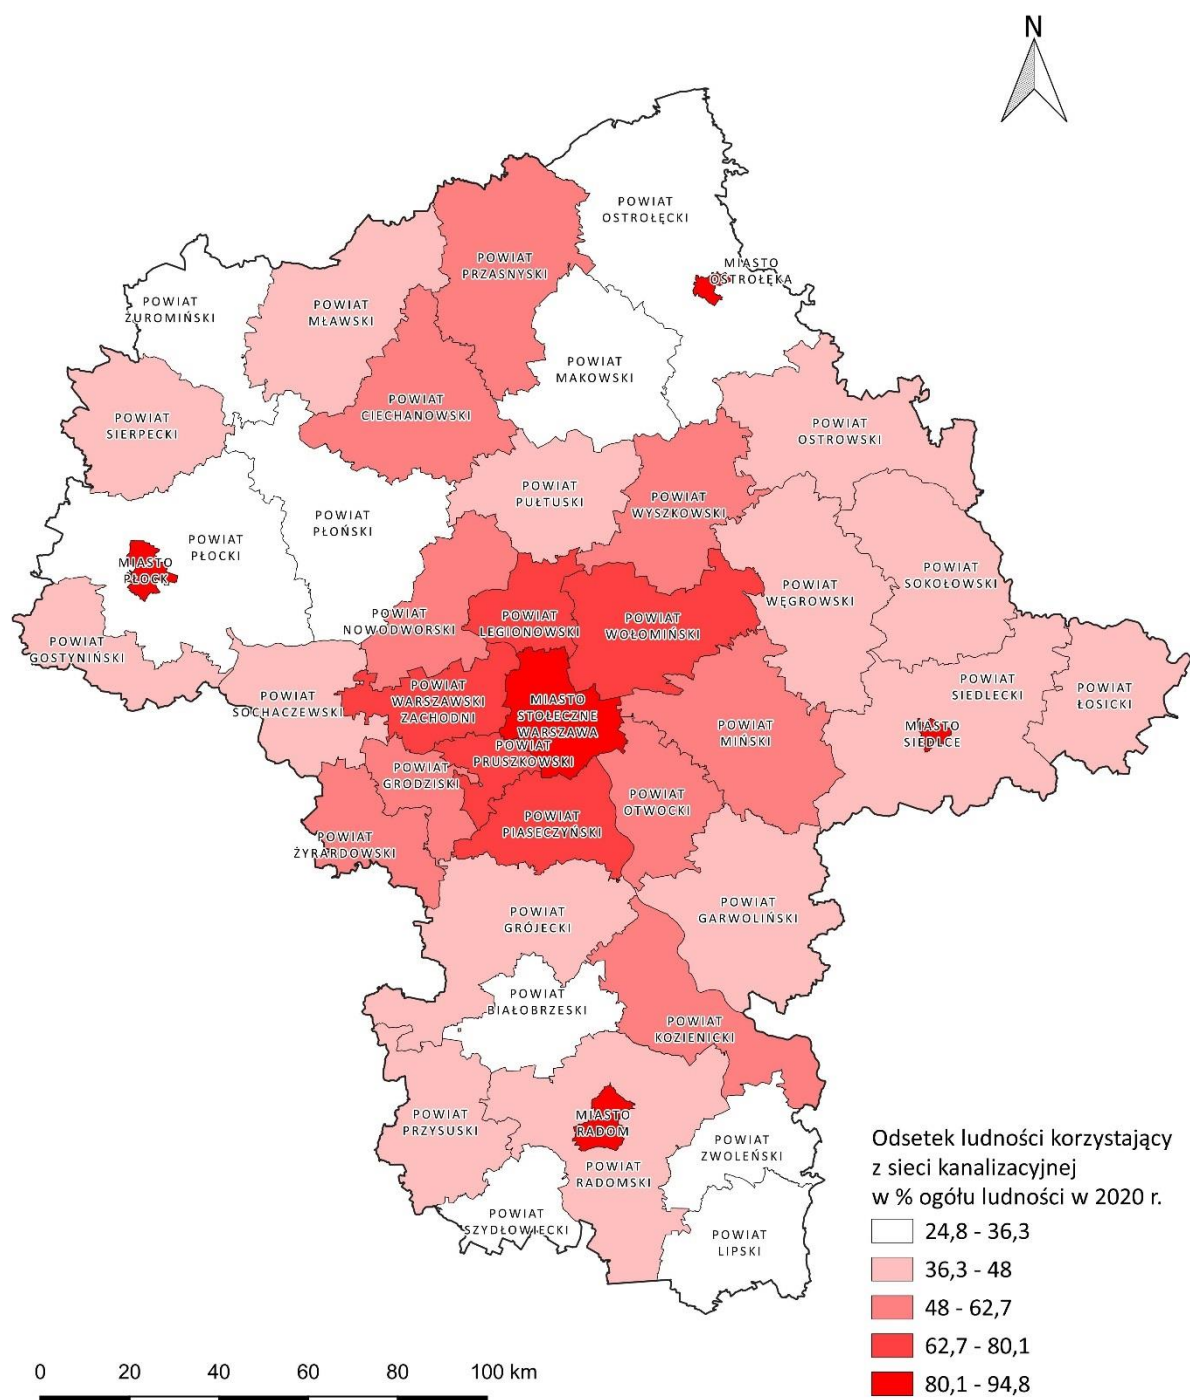 N
POWIAT
OSTROŁĘCKI
POWIAT
PRZASNYSKI
MIASTO
OSTROŁĘKA
POWIAT
ŻUROMIŃSKI
POWIAT
MŁAWSKI
POWIAT
MAKOWSKI
POWIAT
CIECHANOWSKI
POWIAT
SIERPECKI
POWIAT
OSTROWSKI
POWIAT
PUŁTUSKI
POWIAT
WYSZKOWSKI
POWIAT
PŁOŃSKI
POWIAT
PŁOCKI
MIASTO
PŁOCK
POWIAT
SOKOŁOWSKI
POWIAT
WĘGROWSKI
POWIAT
NOWODWORSKI
POWIAT
LEGIONOWSKI
POWIAT
WOŁOMIŃSKI
POWIAT
GOSTYNIŃSKI
POWIAT
SOCHACZEWSKI
POWIAT
WARSZAWSKI
ZACHODNI
MIASTO
STOŁECZNE
WARSZAWA
POWIAT
SIEDLECKI
POWIAT
ŁOSICKI
MIASTO
SIEDLCE
POWIAT
MIŃSKI
POWIAT
PRUSZKOWSKI
POWIAT
GRODZISKI
POWIAT
OTWOCKI
POWIAT
PIASECZYŃSKI
POWIAT
ŻYRARDOWSKI
POWIAT
GRÓJECKI
POWIAT
GARWOLIŃSKI
POWIAT
BIAŁOBRZESKI
POWIAT
KOZIENICKI
POWIAT
PRZYSUSKI
MIASTO
RADOM
POWIAT
ZWOLEŃSKI
POWIAT
RADOMSKI
POWIAT
SZYDŁOWIECKI
POWIAT
LIPSKI
Odsetek ludności korzystający
z sieci kanalizacyjnej
w % ogółu ludności w 2020 r.
24,8 - 36,3
36,3 - 48
48 - 62,7
62,7 - 80,1
80,1 - 94,8
0 20 40 60 80 100 km